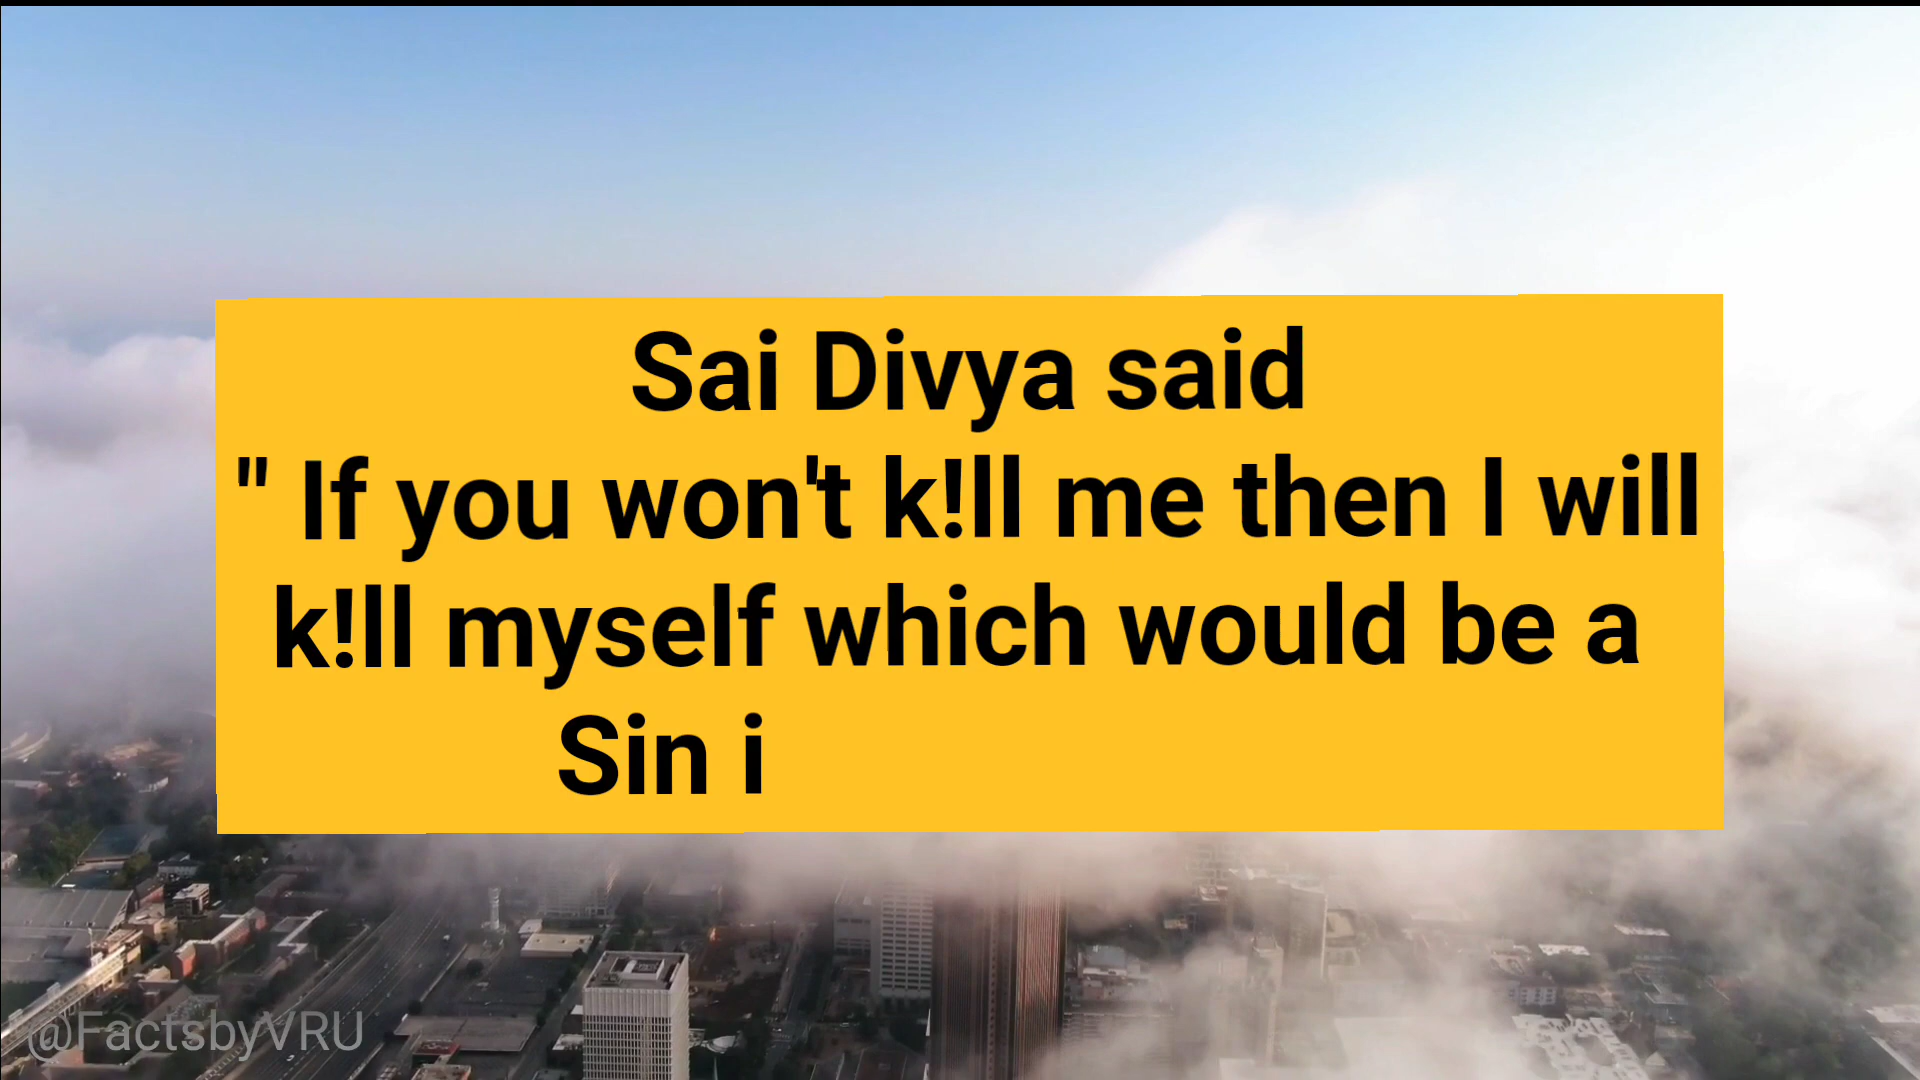 Sai Divya said
" If you won't k!ll me then I will
k!ll myself which would be a
Sin i
@FactsbyVRU